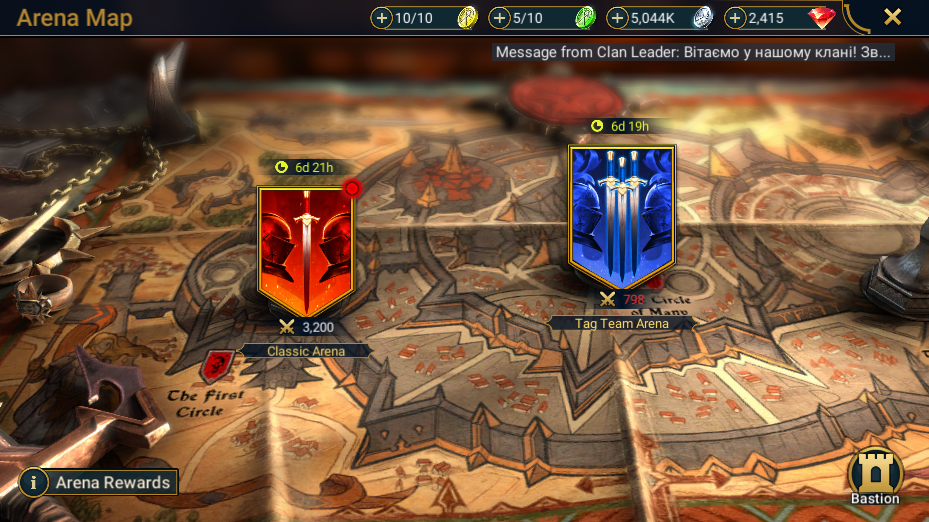 Arena Map
10/10
5/10
5,044K
2,415
Message from Clan Leader: Вітаємо у нашому клані! Зв...
6d 19h
6d 21h
798
Circle
of Many
Tag Team Arena
3,200
Classic Arena
The First
Circle
i
Arena Rewards
Bastion